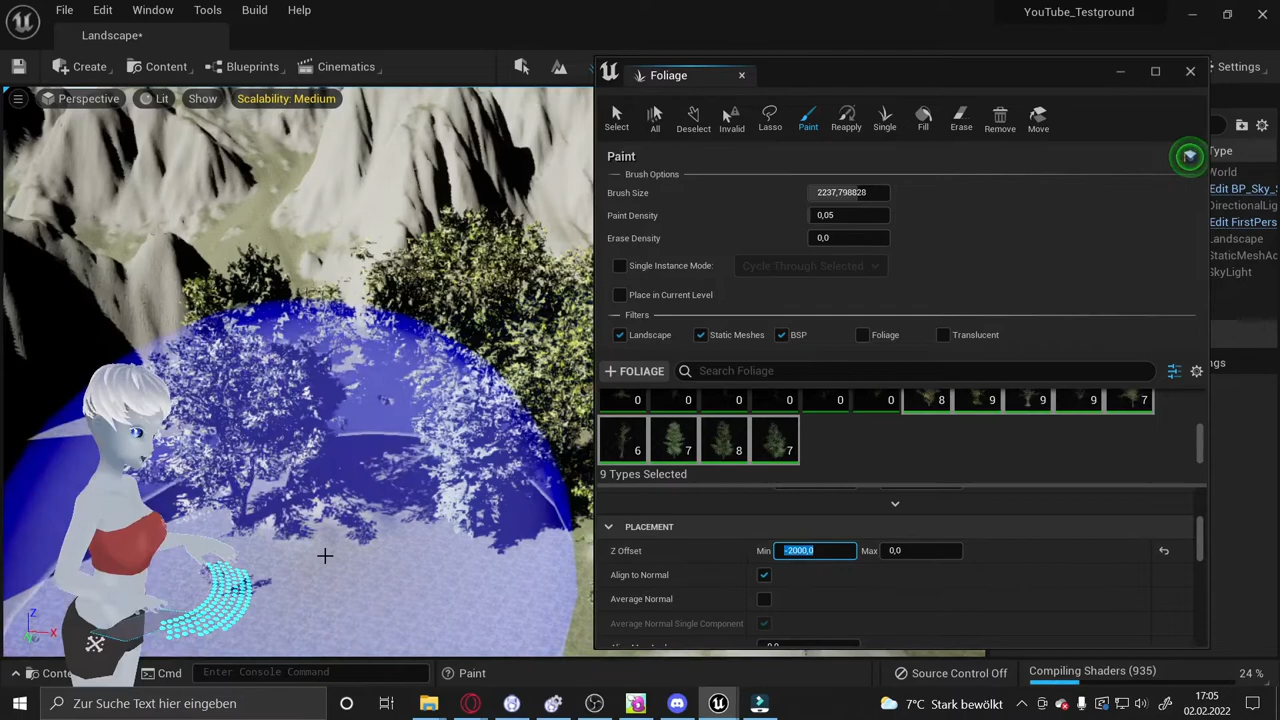 File Edit Window Tools Build Help
YouTube_Testground
Landscape*
Create Content Blueprints Cinematics
Settings
Perspective Lit Show Scalability: Medium
Foliage
Select All Deselect Invalid Lasso Paint Reapply Single Fill Erase Remove Move
Paint
Type
Brush Options
World
Brush Size 2237,798828
Edit BP_Sky_
Paint Density 0,05
DirectionalLig
Edit FirstPers
Erase Density 0,0
Landscape
StaticMeshAc
Single Instance Mode: Cycle Through Selected
SkyLight
Place in Current Level
Filters
Landscape Static Meshes BSP Foliage Translucent
ngs
+ FOLIAGE Search Foliage
0 0 0 0 0 0 8 9 9 9 7
6 7 8 7
9 Types Selected
PLACEMENT
Z Offset Min -2000,0 Max 0,0
Align to Normal
Average Normal
Average Normal Single Component
Z
X
Conte Cmd Enter Console Command Paint Source Control Off Compiling Shaders (935) 24 %
Zur Suche Text hier eingeben
7°C Stark bewölkt
17:05
02.02.2022